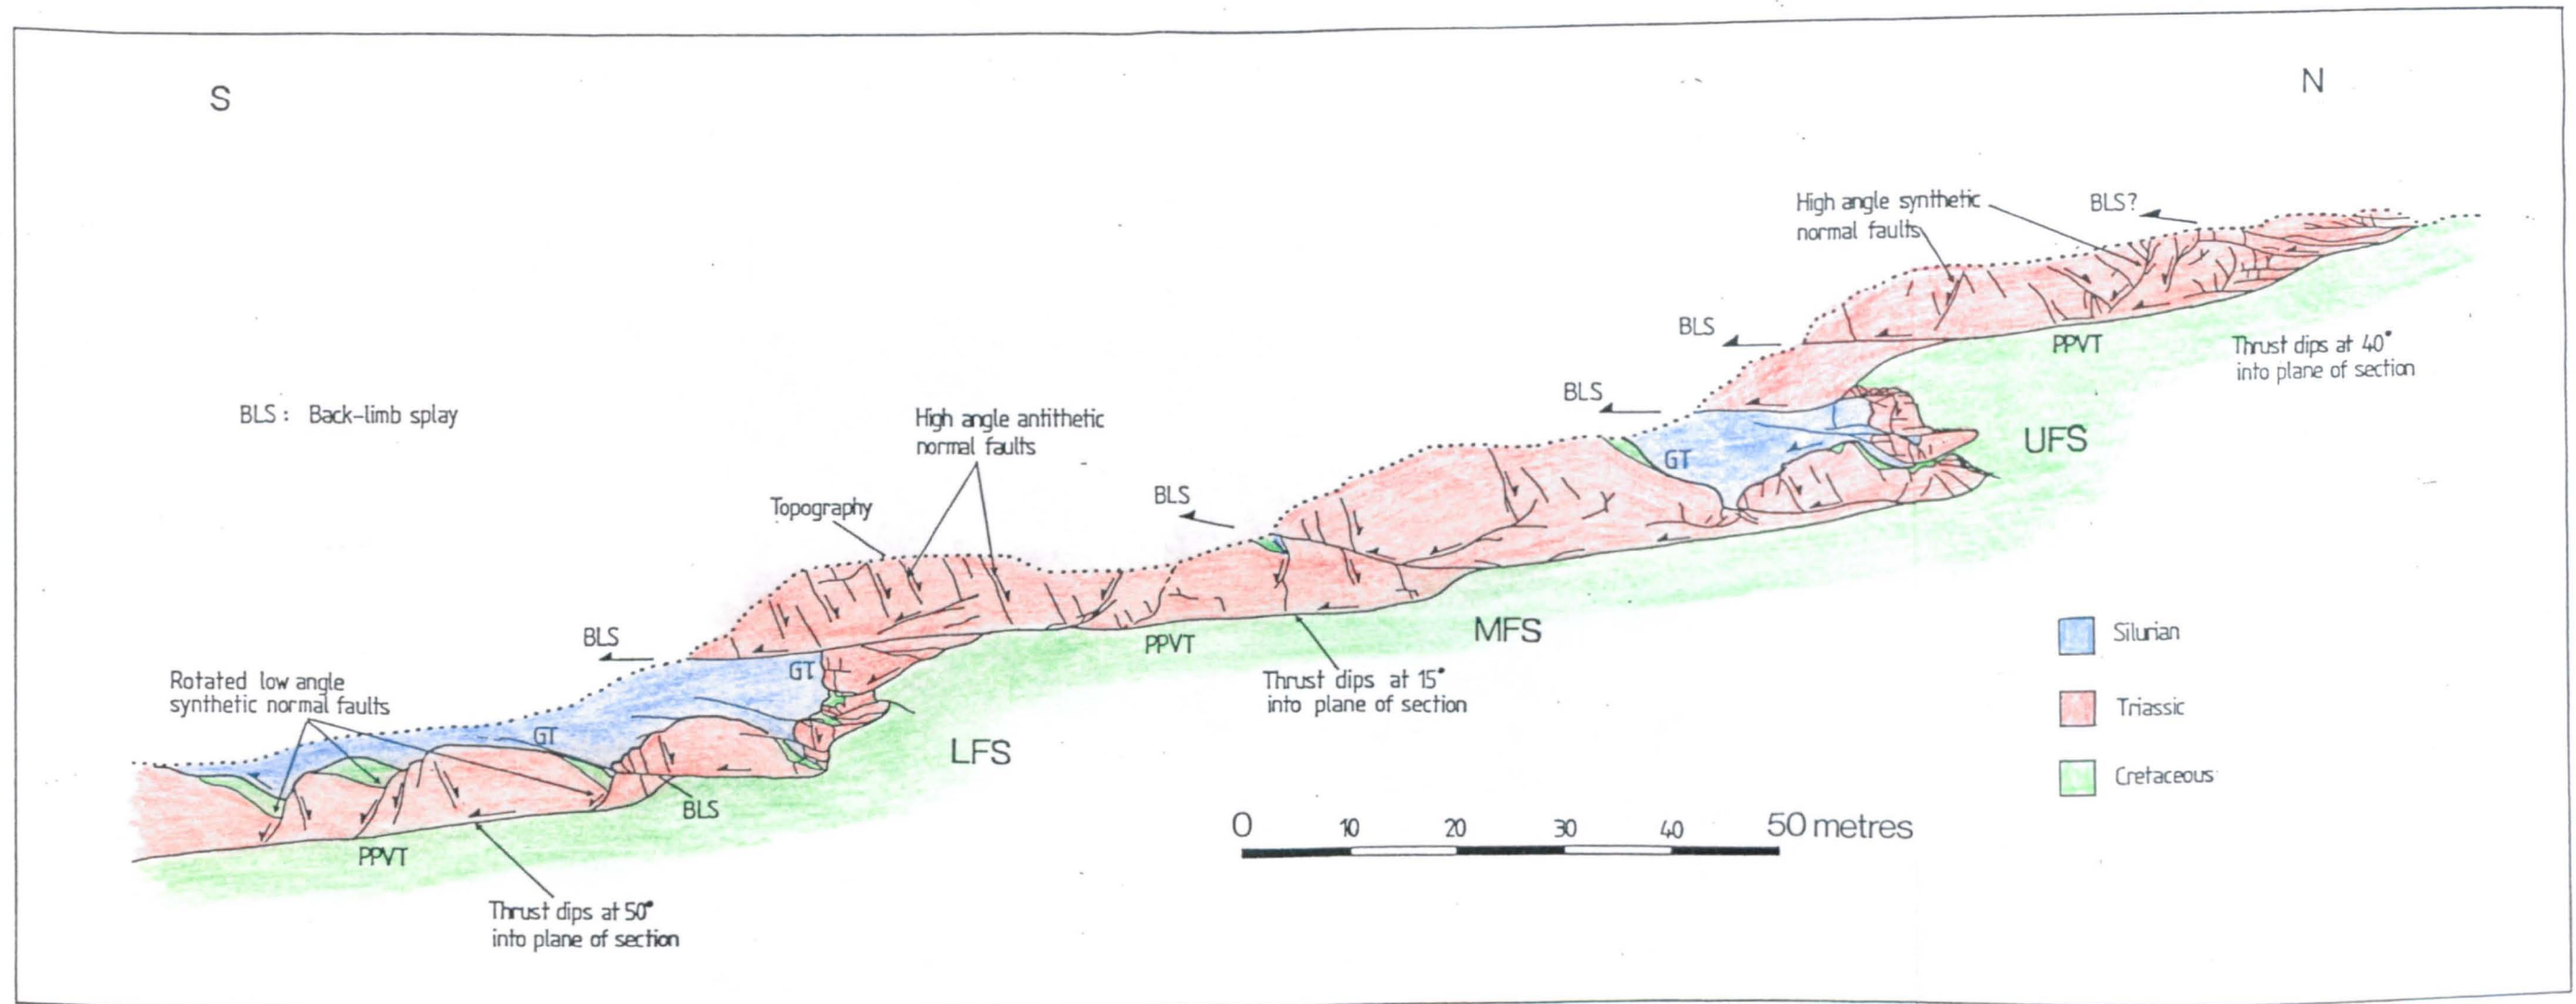 S
N
High angle synthetic
normal faults
BLS?
BLS
PPVT
Thrust dips at 40°
into plane of section
BLS
BLS: Back-limb splay
High angle antithetic
normal faults
UFS
GT
BLS
Topography
BLS
MFS
PPVT
Silurian
GT
Rotated low angle
synthetic normal faults
Thrust dips at 15°
into plane of section
Triassic
GT
LFS
Cretaceous
BLS
0 10 20 30 40 50 metres
PPVT
Thrust dips at 50°
into plane of section